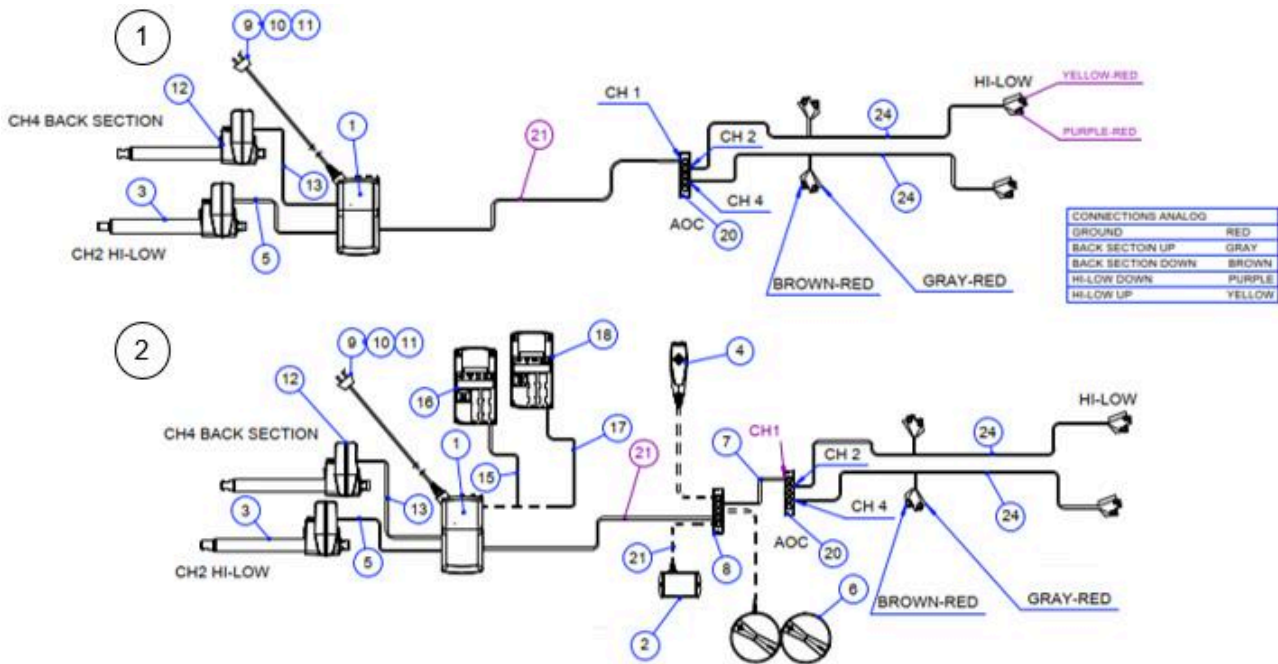 1
9 10 11
12
CH4 BACK SECTION
1
3
13
CH2 HI-LOW
5
21
CH 1
CH 2
CH 4
AOC
20
24
24
HI-LOW
YELLOW-RED
PURPLE-RED
BROWN-RED
GRAY-RED
CONNECTIONS ANALOG
GROUND RED
BACK SECTOIN UP GRAY
BACK SECTION DOWN BROWN
HI-LOW DOWN PURPLE
HI-LOW UP YELLOW
2
9 10 11
12
16
18
4
CH4 BACK SECTION
1
15
17
3
13
CH2 HI-LOW
5
21
21
2
8
6
7
CH1
CH 2
CH 4
AOC
20
24
24
HI-LOW
BROWN-RED
GRAY-RED